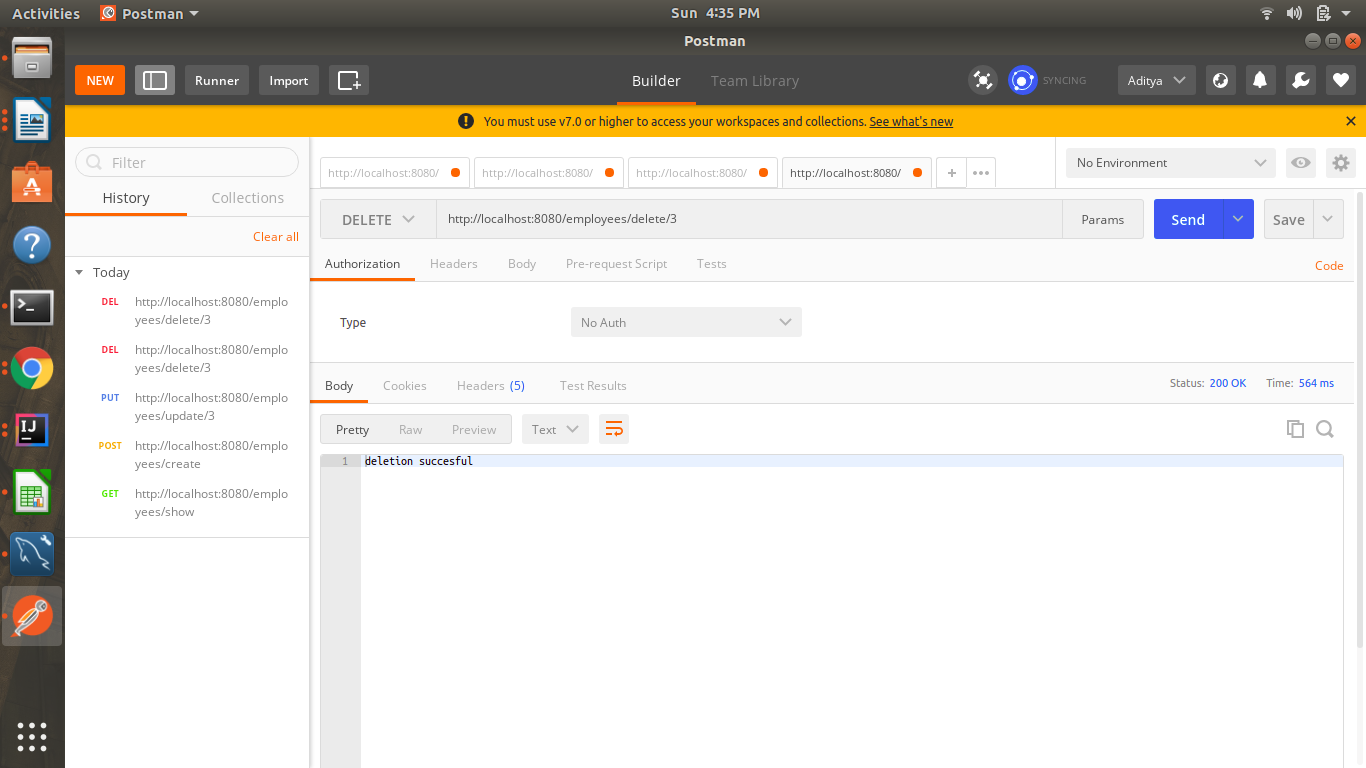 Activities Postman Sun 4:35 PM
Postman
NEW Runner Import Builder Team Library SYNCING Aditya
You must use v7.0 or higher to access your workspaces and collections. See what's new
Filter
History Collections
Clear all
Today
DEL http://localhost:8080/emplo
yees/delete/3
DEL http://localhost:8080/emplo
yees/delete/3
PUT http://localhost:8080/emplo
yees/update/3
POST http://localhost:8080/emplo
yees/create
GET http://localhost:8080/emplo
yees/show
http://localhost:8080/ http://localhost:8080/ http://localhost:8080/ http://localhost:8080/ + ••• No Environment
DELETE http://localhost:8080/employees/delete/3 Params Send Save
Authorization Headers Body Pre-request Script Tests Code
Type No Auth
Body Cookies Headers (5) Test Results Status: 200 OK Time: 564 ms
Pretty Raw Preview Text
1 deletion succesful
IJ